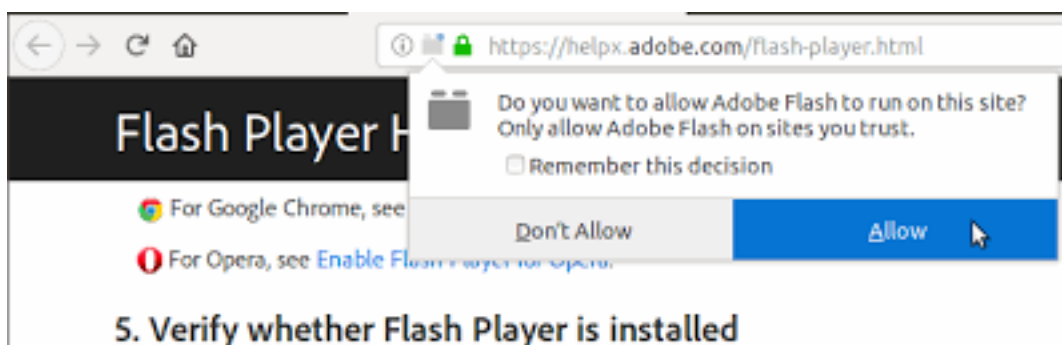 https://helpx.adobe.com/flash-player.html
Do you want to allow Adobe Flash to run on this site?
Only allow Adobe Flash on sites you trust.
Remember this decision
Don't Allow
Allow
Flash Player H
For Google Chrome, see
For Opera, see Enable Flash Player for Opera.
5. Verify whether Flash Player is installed